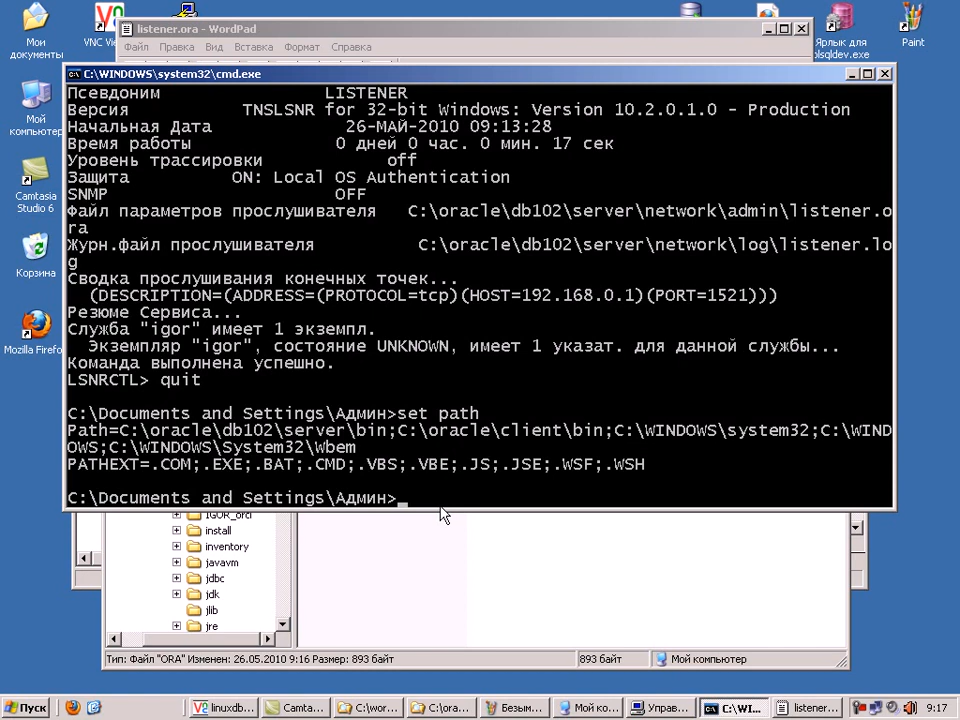 Мои документы
VNC Vi
listener.ora - WordPad
Файл Правка Вид Вставка Формат Справка
Ярлык для plsqldev.exe
Paint
C:\WINDOWS\system32\cmd.exe
Псевдоним LISTENER
Версия TNSLSNR for 32-bit Windows: Version 10.2.0.1.0 - Production
Начальная Дата 26-МАЙ-2010 09:13:28
Время работы 0 дней 0 час. 0 мин. 17 сек
Уровень трассировки off
Защита ON: Local OS Authentication
SNMP OFF
Файл параметров прослушивателя C:\oracle\db102\server\network\admin\listener.o
ra
Журн.файл прослушивателя C:\oracle\db102\server\network\log\listener.lo
g
Сводка прослушивания конечных точек...
(DESCRIPTION=(ADDRESS=(PROTOCOL=tcp)(HOST=192.168.0.1)(PORT=1521)))
Резюме Сервиса...
Служба "igor" имеет 1 экземпл.
Экземпляр "igor", состояние UNKNOWN, имеет 1 указат. для данной службы...
Команда выполнена успешно.
LSNRCTL> quit
C:\Documents and Settings\Админ>set path
Path=C:\oracle\db102\server\bin;C:\oracle\client\bin;C:\WINDOWS\system32;C:\WIND
OWS;C:\WINDOWS\System32\Wbem
PATHEXT=.COM;.EXE;.BAT;.CMD;.VBS;.VBE;.JS;.JSE;.WSF;.WSH
C:\Documents and Settings\Админ>_
Мой компьютер
Camtasia Studio 6
Корзина
Mozilla Firefo
IGOR_orcl
install
inventory
javavm
jdbc
jdk
jlib
jre
Тип: Файл "ORA" Изменен: 26.05.2010 9:16 Размер: 893 байт 893 байт Мой компьютер
Пуск linuxdb... Camta... C:\wor... C:\ora... Безым... Мой ко... Управ... C:\WI... listener... 9:17